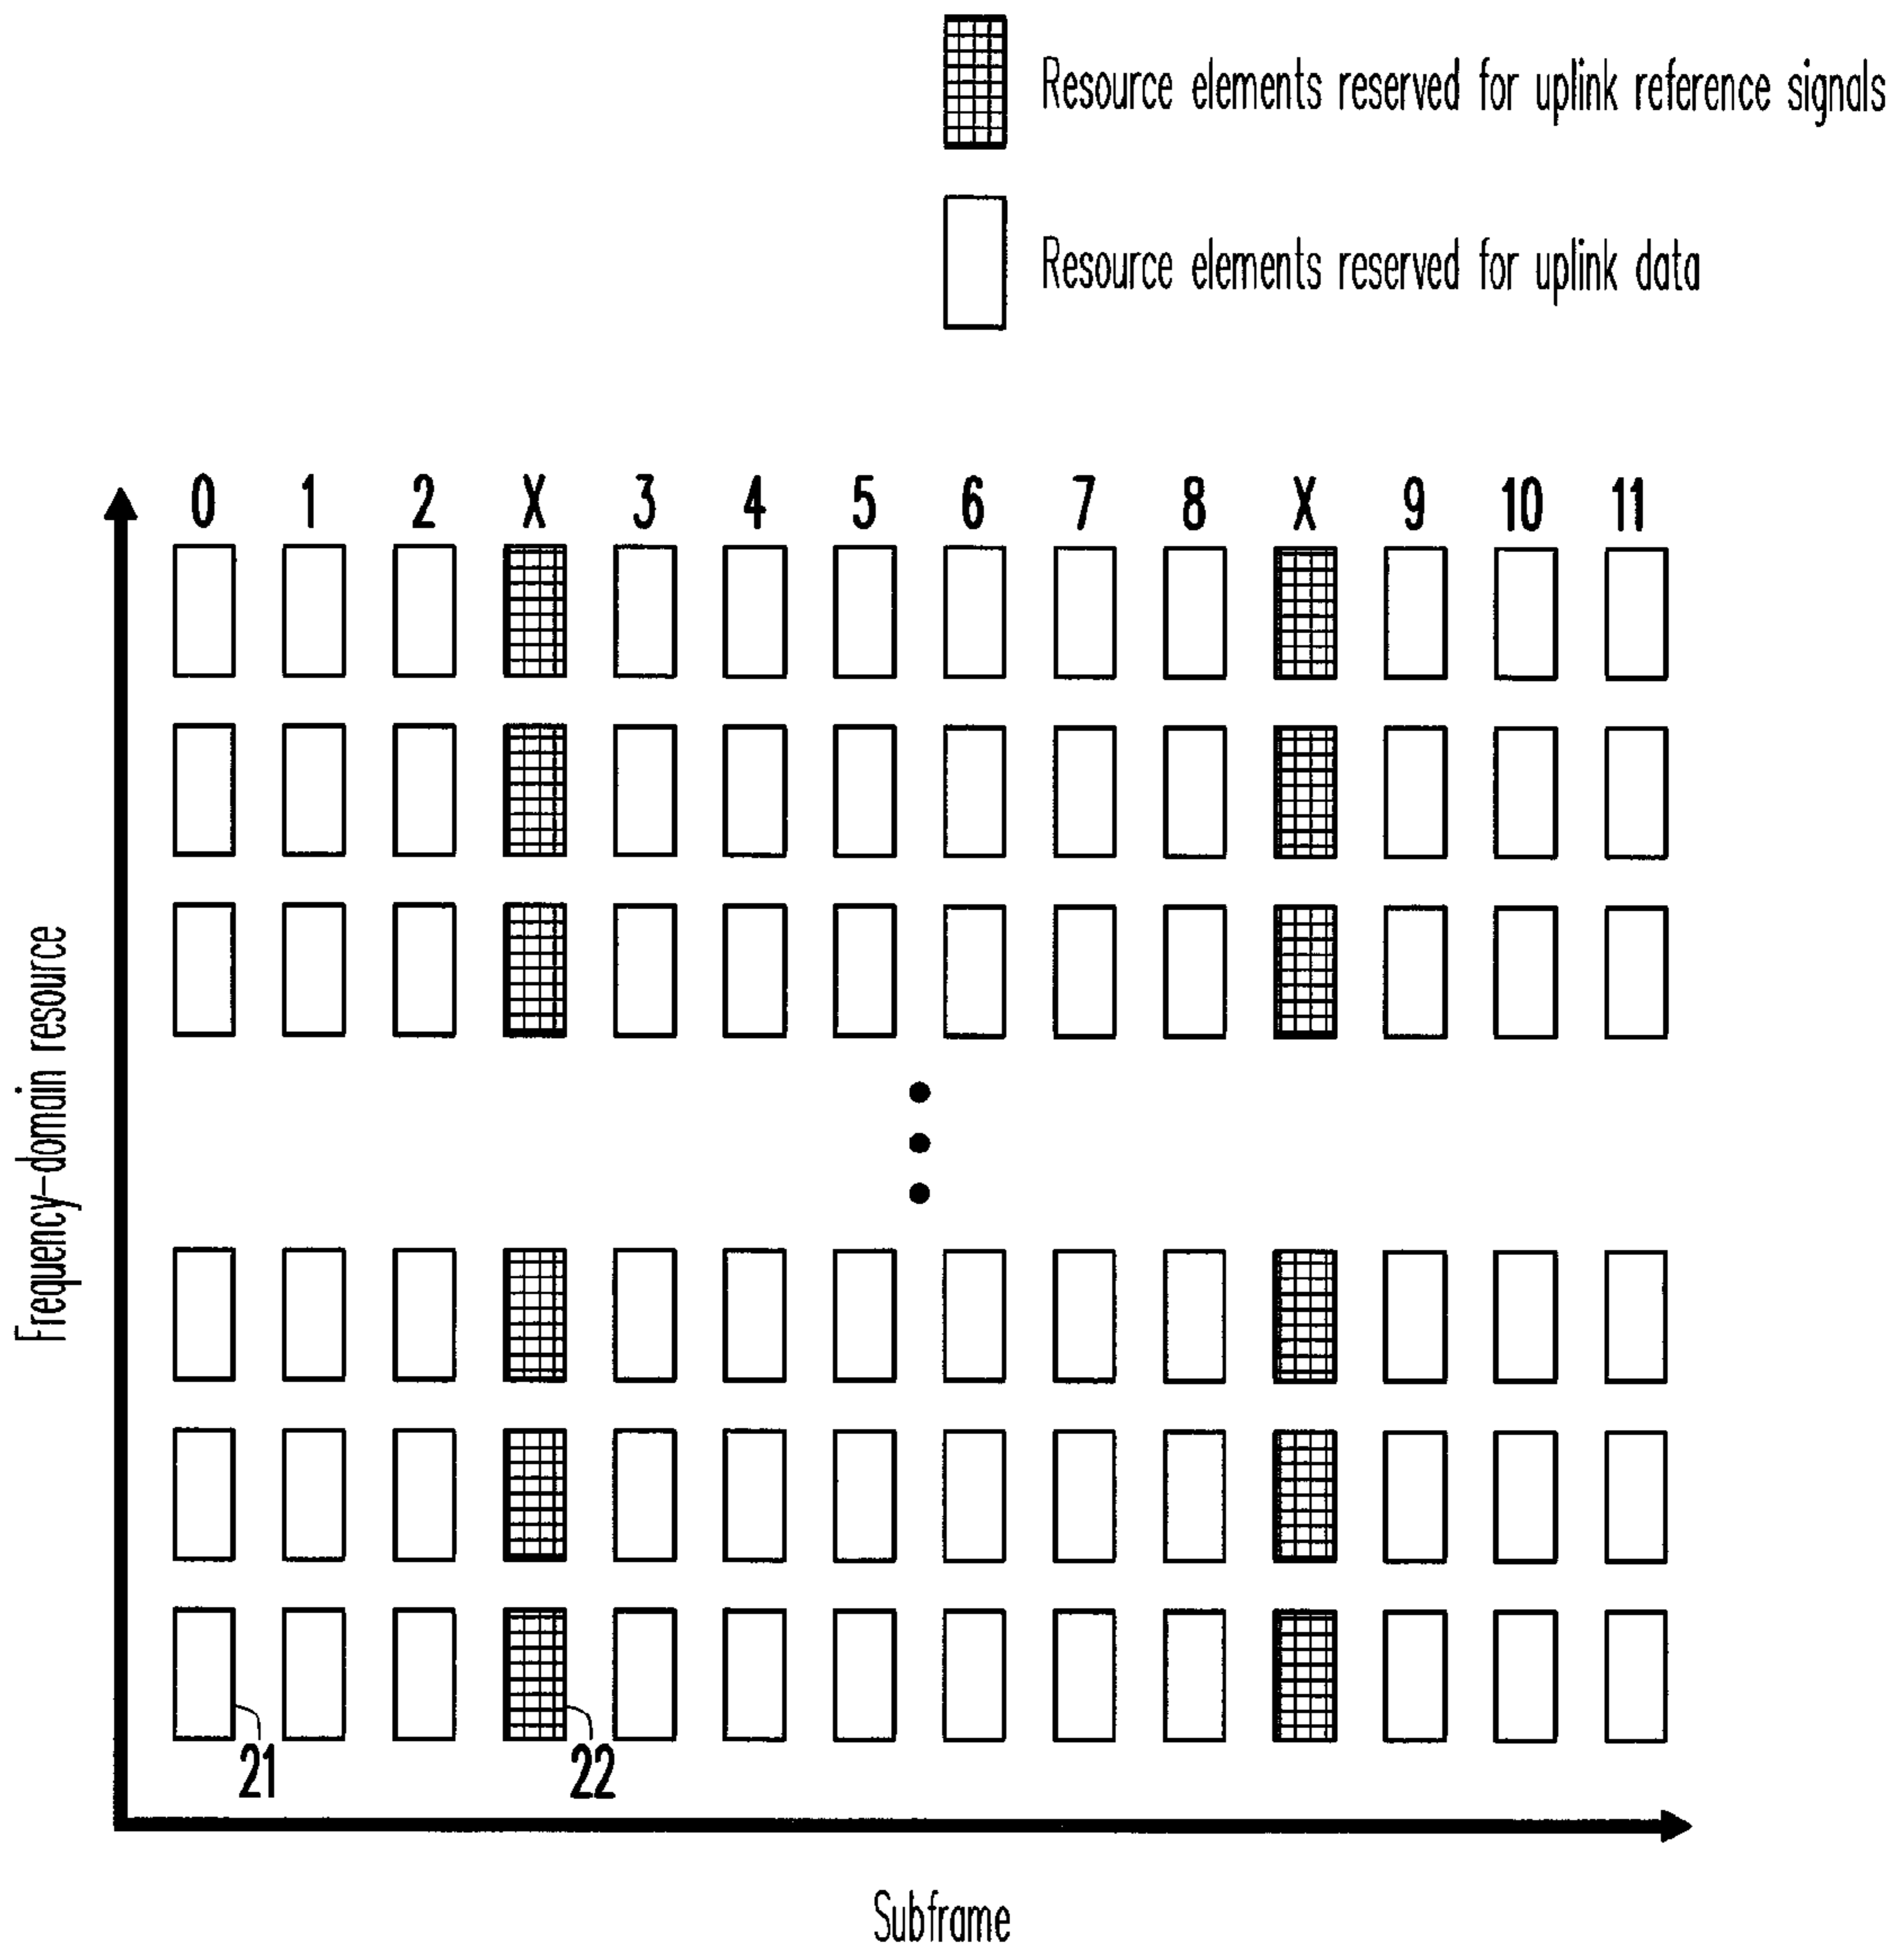 Resource elements reserved for uplink reference signals
Resource elements reserved for uplink data
0 1 2 X 3 4 5 6 7 8 X 9 10 11
Frequency-domain resource
21 22
Subframe